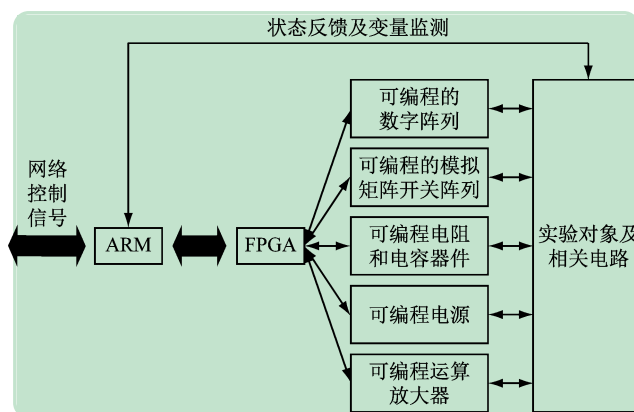 状态反馈及变量监测
网络
控制
信号
ARM
FPGA
可编程的
数字阵列
可编程的模拟
矩阵开关阵列
可编程电阻
和电容器件
可编程电源
可编程运算
放大器
实验对象及
相关电路